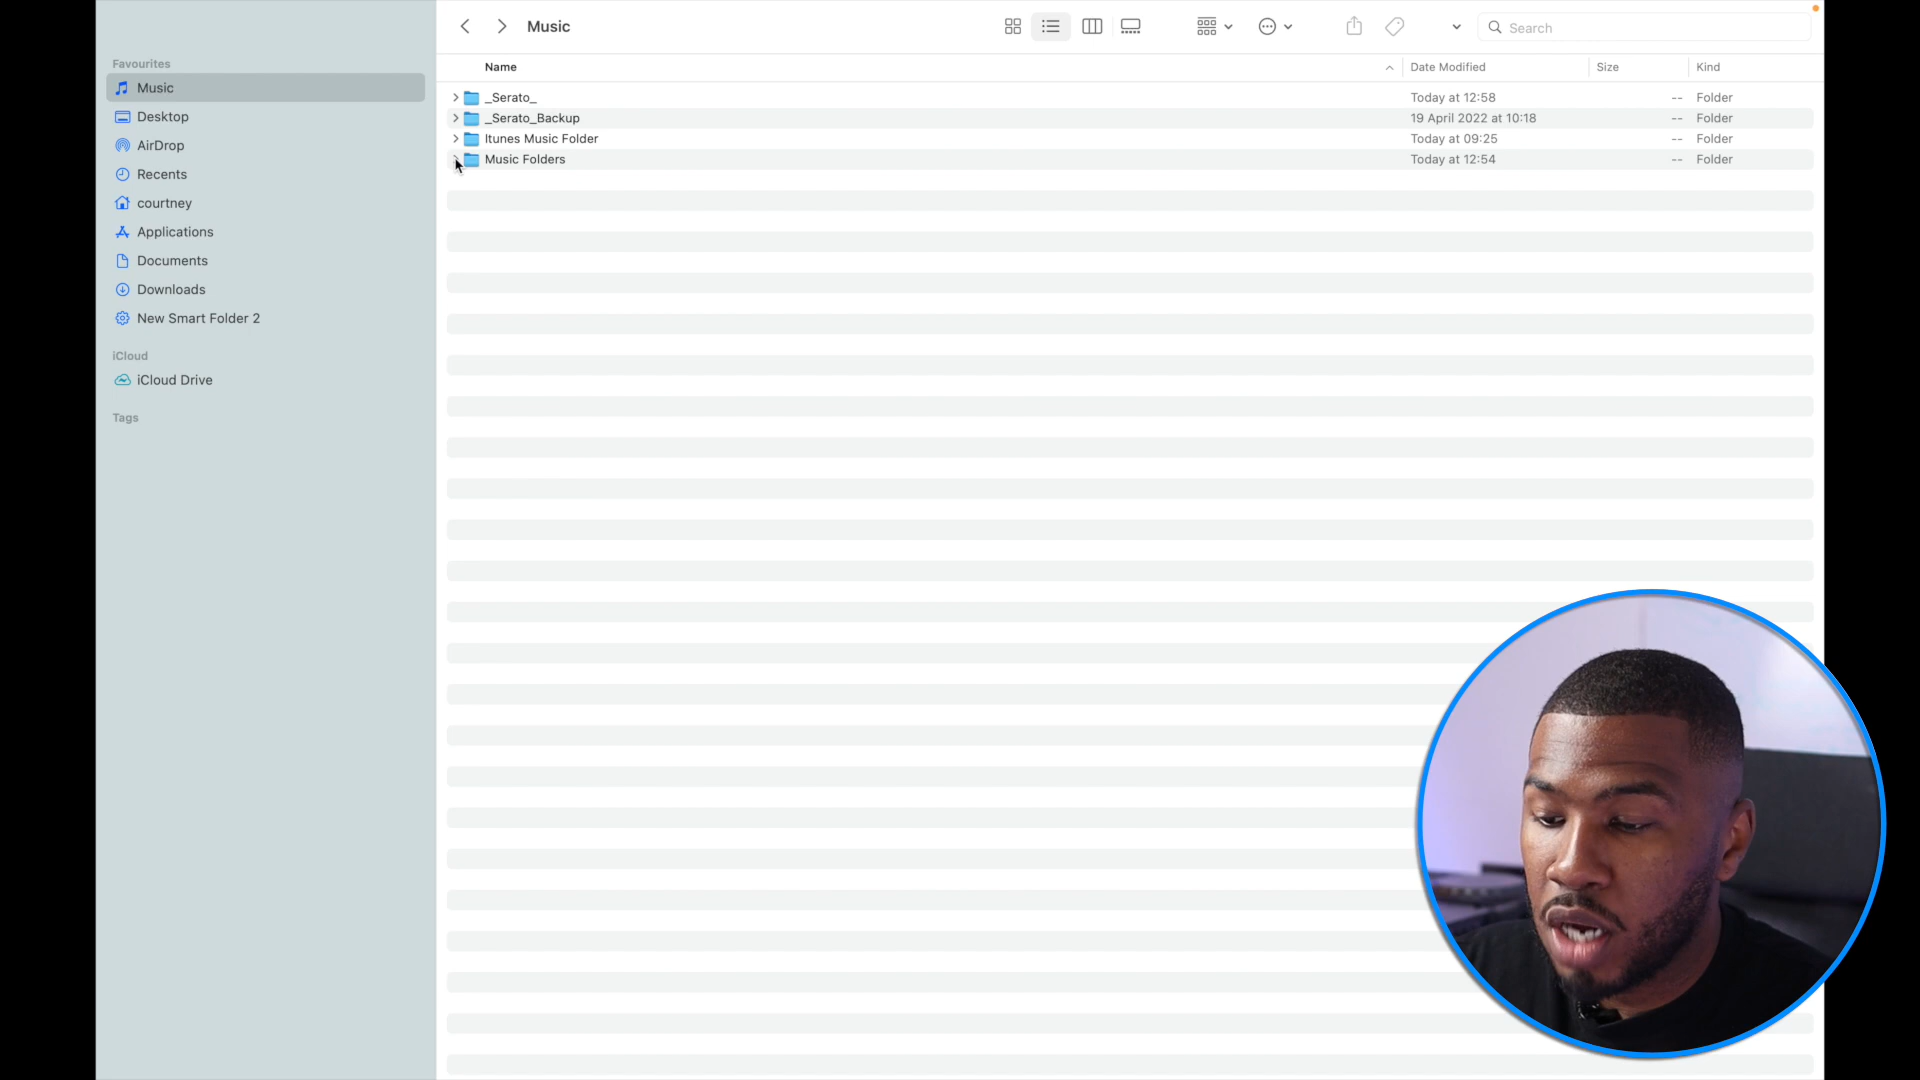 Music
Search
Favourites
Music
Desktop
AirDrop
Recents
courtney
Applications
Documents
Downloads
New Smart Folder 2
iCloud
iCloud Drive
Tags
Name Date Modified Size Kind
_Serato_ Today at 12:58 -- Folder
_Serato_Backup 19 April 2022 at 10:18 -- Folder
Itunes Music Folder Today at 09:25 -- Folder
Music Folders Today at 12:54 -- Folder